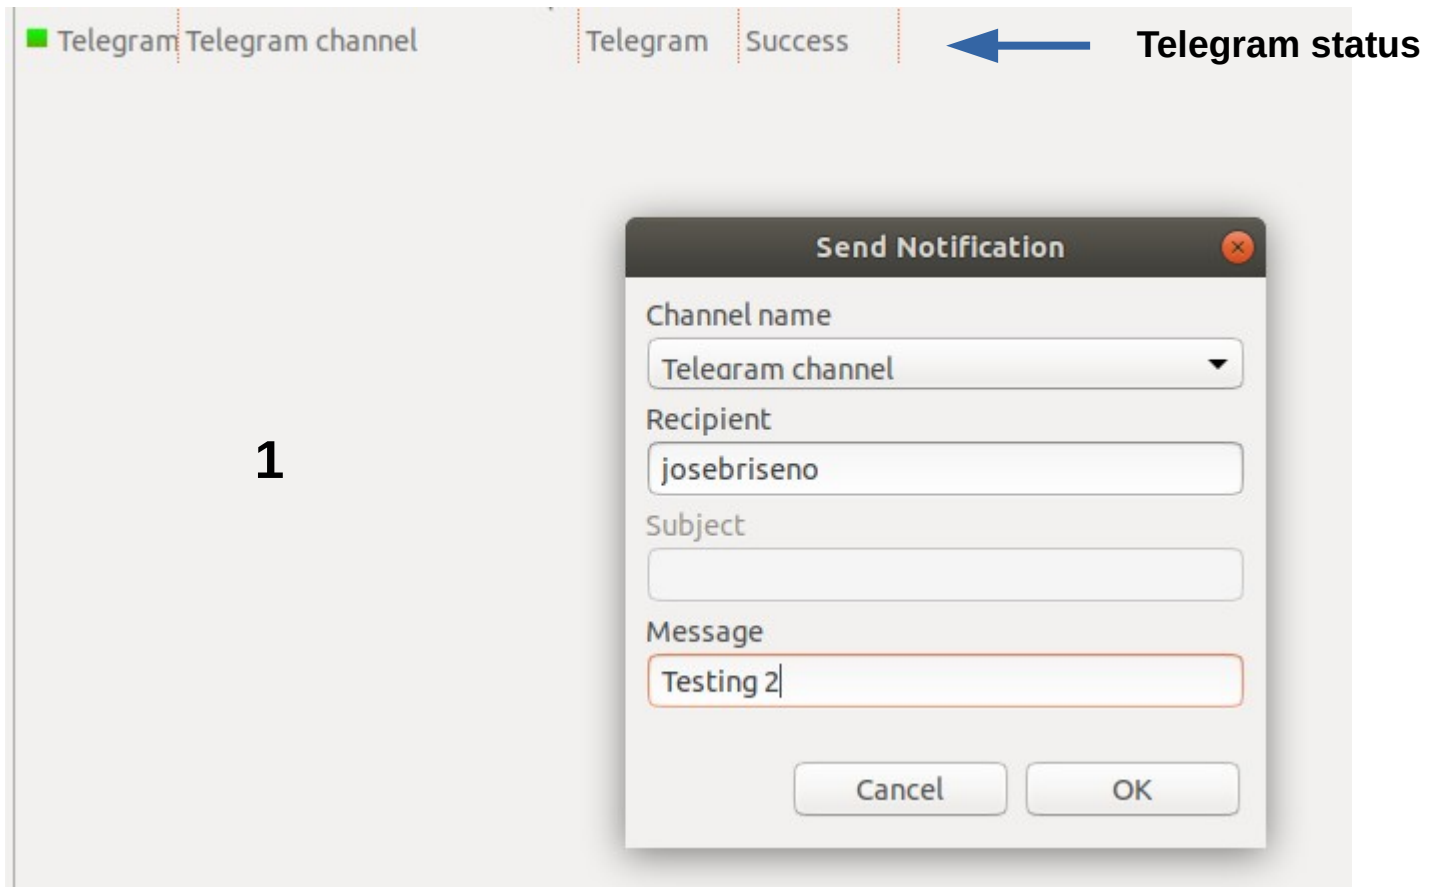 Telegram Telegram channel Telegram Success Telegram status
Send Notification
Channel name
Telegram channel
Recipient
1
josebriseno
Subject
Message
Testing 2
Cancel OK